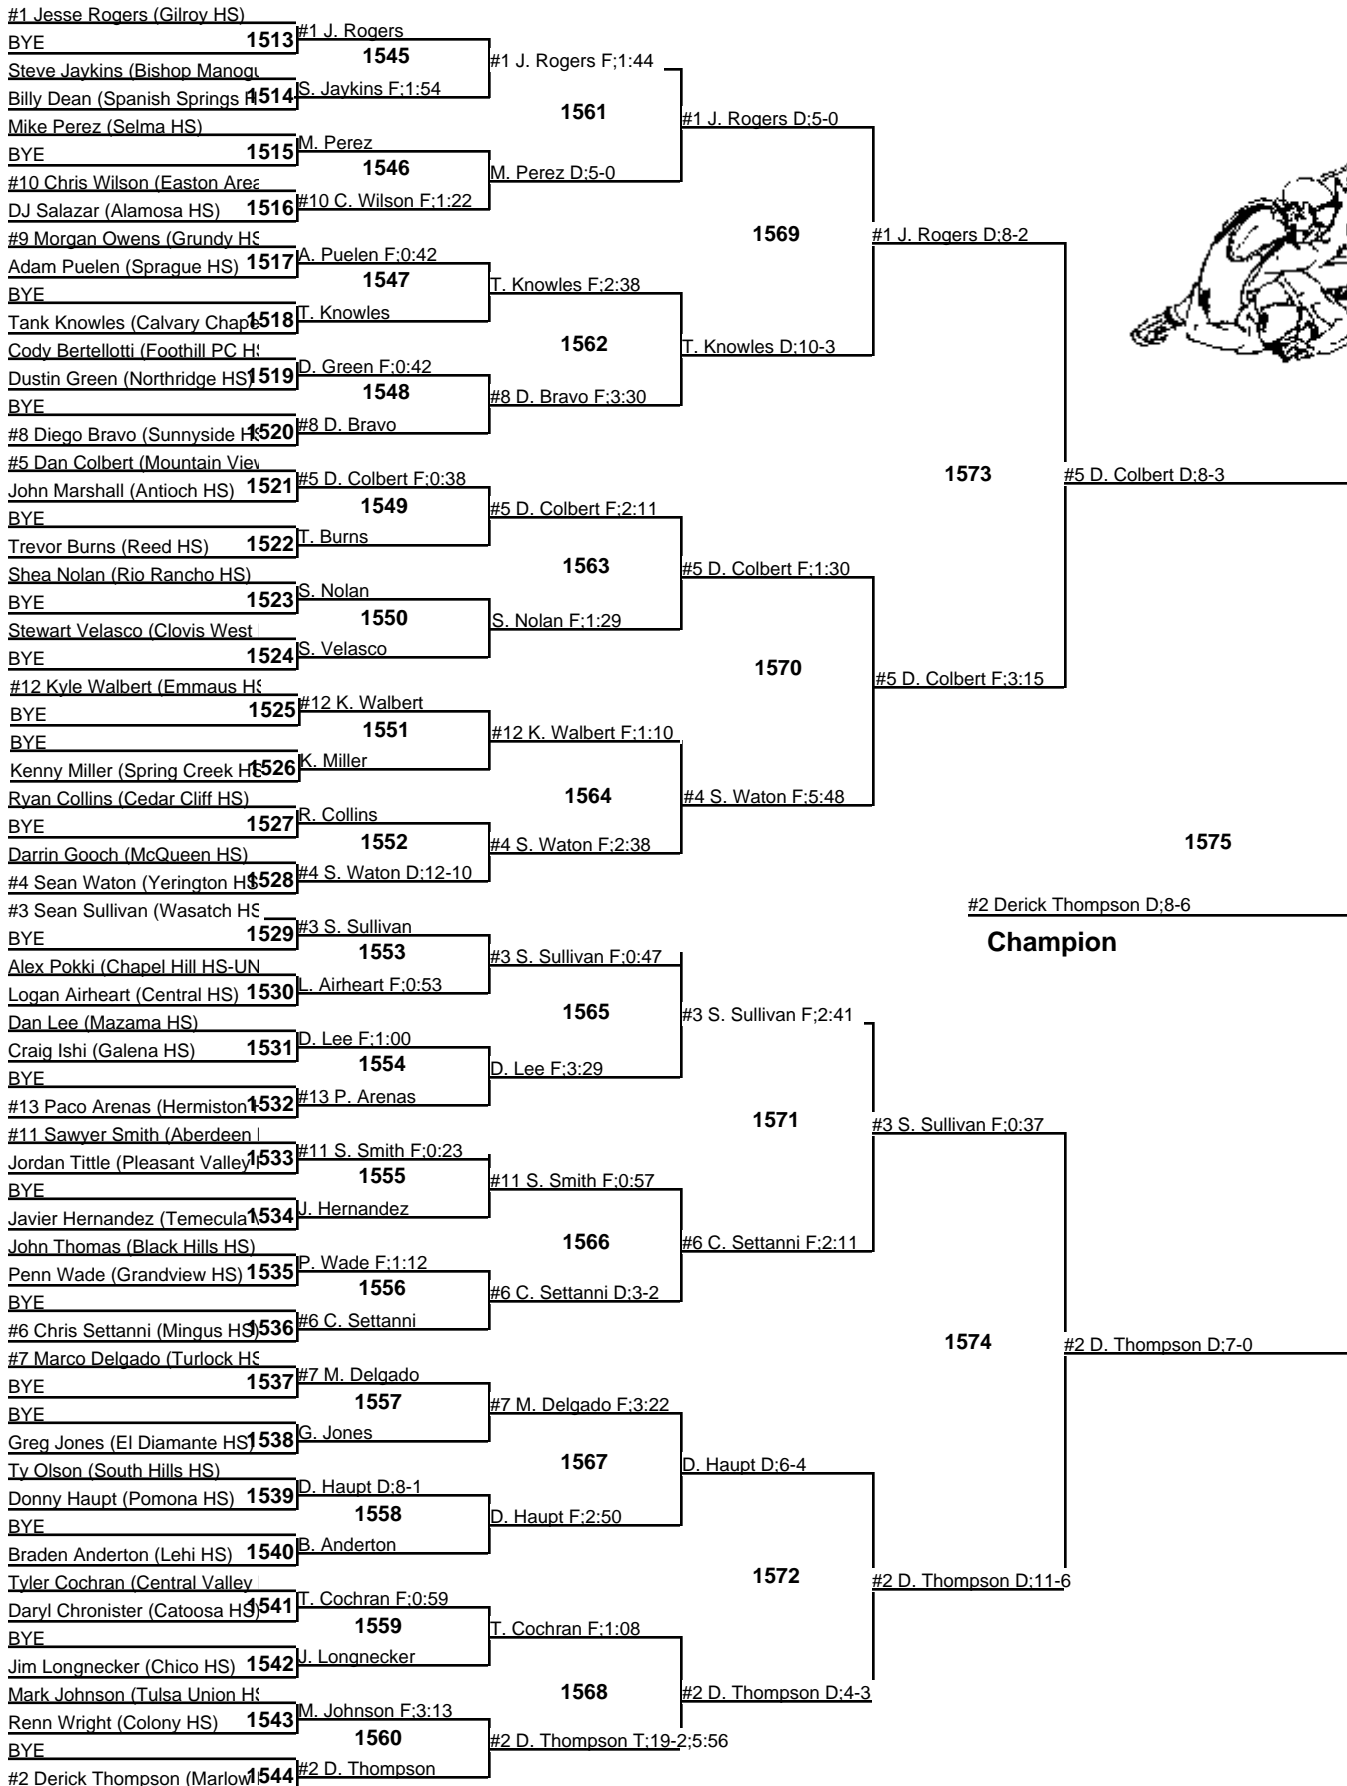 #1 Jesse Rogers (Gilroy HS)
BYE
1513
#1 J. Rogers
1545
Steve Jaykins (Bishop Manogu
Billy Dean (Spanish Springs H
1514
S. Jaykins F;1:54
#1 J. Rogers F;1:44
1561
Mike Perez (Selma HS)
BYE
1515
M. Perez
1546
#10 Chris Wilson (Easton Area
DJ Salazar (Alamosa HS)
1516
#10 C. Wilson F;1:22
M. Perez D;5-0
#1 J. Rogers D;5-0
1569
#9 Morgan Owens (Grundy HS
Adam Puelen (Sprague HS)
1517
A. Puelen F;0:42
1547
BYE
Tank Knowles (Calvary Chape
1518
T. Knowles
T. Knowles F;2:38
1562
Cody Bertellotti (Foothill PC HS
Dustin Green (Northridge HS)
1519
D. Green F;0:42
1548
BYE
#8 Diego Bravo (Sunnyside HS
1520
#8 D. Bravo
#8 D. Bravo F;3:30
T. Knowles D;10-3
#1 J. Rogers D;8-2
1573
#5 Dan Colbert (Mountain View
John Marshall (Antioch HS)
1521
#5 D. Colbert F;0:38
1549
BYE
Trevor Burns (Reed HS)
1522
T. Burns
#5 D. Colbert F;2:11
1563
Shea Nolan (Rio Rancho HS)
BYE
1523
S. Nolan
1550
Stewart Velasco (Clovis West
BYE
1524
S. Velasco
S. Nolan F;1:29
#5 D. Colbert F;1:30
1570
#12 Kyle Walbert (Emmaus HS
BYE
1525
#12 K. Walbert
1551
BYE
Kenny Miller (Spring Creek HS
1526
K. Miller
#12 K. Walbert F;1:10
1564
Ryan Collins (Cedar Cliff HS)
BYE
1527
R. Collins
1552
Darrin Gooch (McQueen HS)
#4 Sean Waton (Yerington HS
1528
#4 S. Waton D;12-10
#4 S. Waton F;2:38
#4 S. Waton F;5:48
#5 D. Colbert F;3:15
#5 D. Colbert D;8-3
1575
#2 Derick Thompson D;8-6
Champion
#3 Sean Sullivan (Wasatch HS
BYE
1529
#3 S. Sullivan
1553
Alex Pokki (Chapel Hill HS-UN
Logan Airheart (Central HS)
1530
L. Airheart F;0:53
#3 S. Sullivan F;0:47
1565
Dan Lee (Mazama HS)
Craig Ishi (Galena HS)
1531
D. Lee F;1:00
1554
BYE
#13 Paco Arenas (Hermiston H
1532
#13 P. Arenas
D. Lee F;3:29
#3 S. Sullivan F;2:41
1571
#11 Sawyer Smith (Aberdeen
Jordan Tittle (Pleasant Valley
1533
#11 S. Smith F;0:23
1555
BYE
Javier Hernandez (Temecula V
1534
J. Hernandez
#11 S. Smith F;0:57
1566
John Thomas (Black Hills HS)
Penn Wade (Grandview HS)
1535
P. Wade F;1:12
1556
BYE
#6 Chris Settanni (Mingus HS)
1536
#6 C. Settanni
#6 C. Settanni D;3-2
#6 C. Settanni F;2:11
#3 S. Sullivan F;0:37
1574
#7 Marco Delgado (Turlock HS
BYE
1537
#7 M. Delgado
1557
BYE
Greg Jones (El Diamante HS)
1538
G. Jones
#7 M. Delgado F;3:22
1567
Ty Olson (South Hills HS)
Donny Haupt (Pomona HS)
1539
D. Haupt D;8-1
1558
BYE
Braden Anderton (Lehi HS)
1540
B. Anderton
D. Haupt F;2:50
D. Haupt D;6-4
1572
Tyler Cochran (Central Valley
Daryl Chronister (Catoosa HS)
1541
T. Cochran F;0:59
1559
BYE
Jim Longnecker (Chico HS)
1542
J. Longnecker
T. Cochran F;1:08
1568
Mark Johnson (Tulsa Union HS
Renn Wright (Colony HS)
1543
M. Johnson F;3:13
1560
BYE
#2 Derick Thompson (Marlow
1544
#2 D. Thompson
#2 D. Thompson T;19-2;5:56
#2 D. Thompson D;4-3
#2 D. Thompson D;11-6
#2 D. Thompson D;7-0